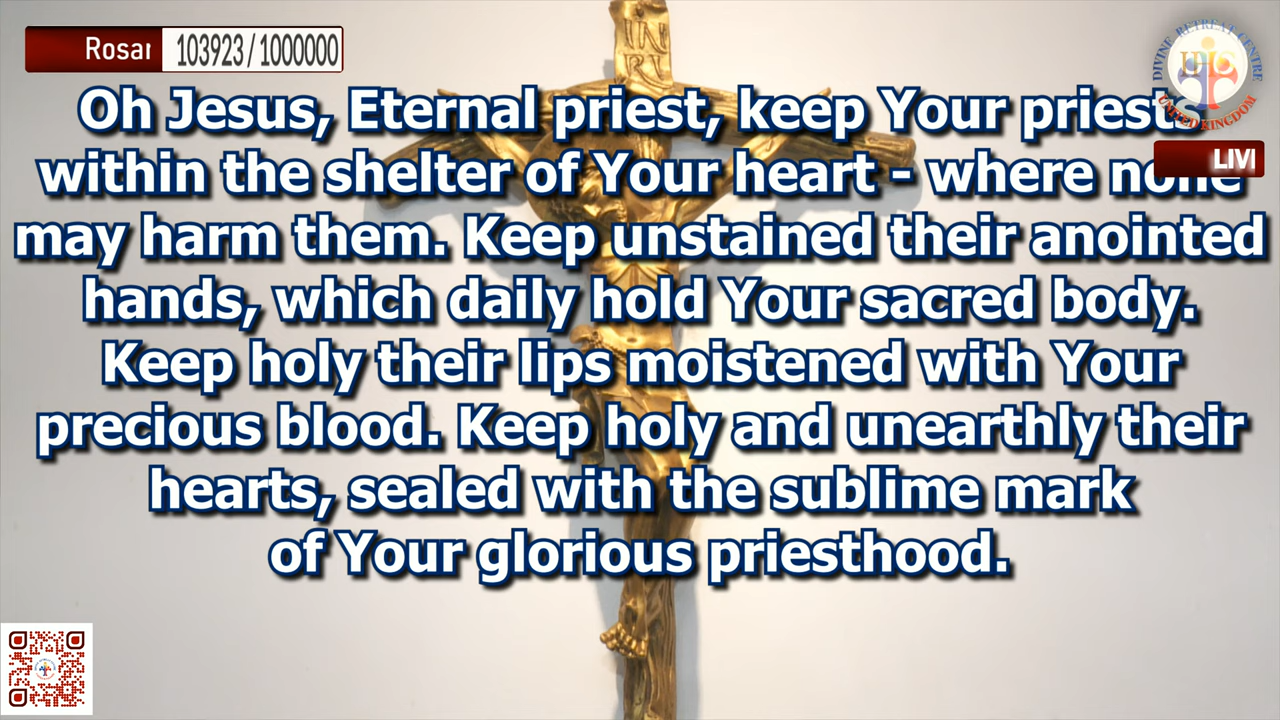 Rosar 103923/1000000
DIVINE RETREAT CENTRE
UNITED KINGDOM
LIVI
IN
RI
Oh Jesus, Eternal priest, keep Your priests
within the shelter of Your heart - where none
may harm them. Keep unstained their anointed
hands, which daily hold Your sacred body.
Keep holy their lips moistened with Your
precious blood. Keep holy and unearthly their
hearts, sealed with the sublime mark
of Your glorious priesthood.